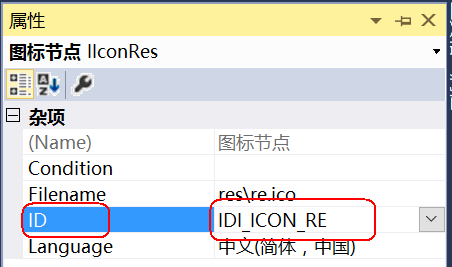 属性
图标节点 IIconRes
杂项
(Name) 图标节点
Condition
Filename res\re.ico
ID IDI_ICON_RE
Language 中文(简体，中国)